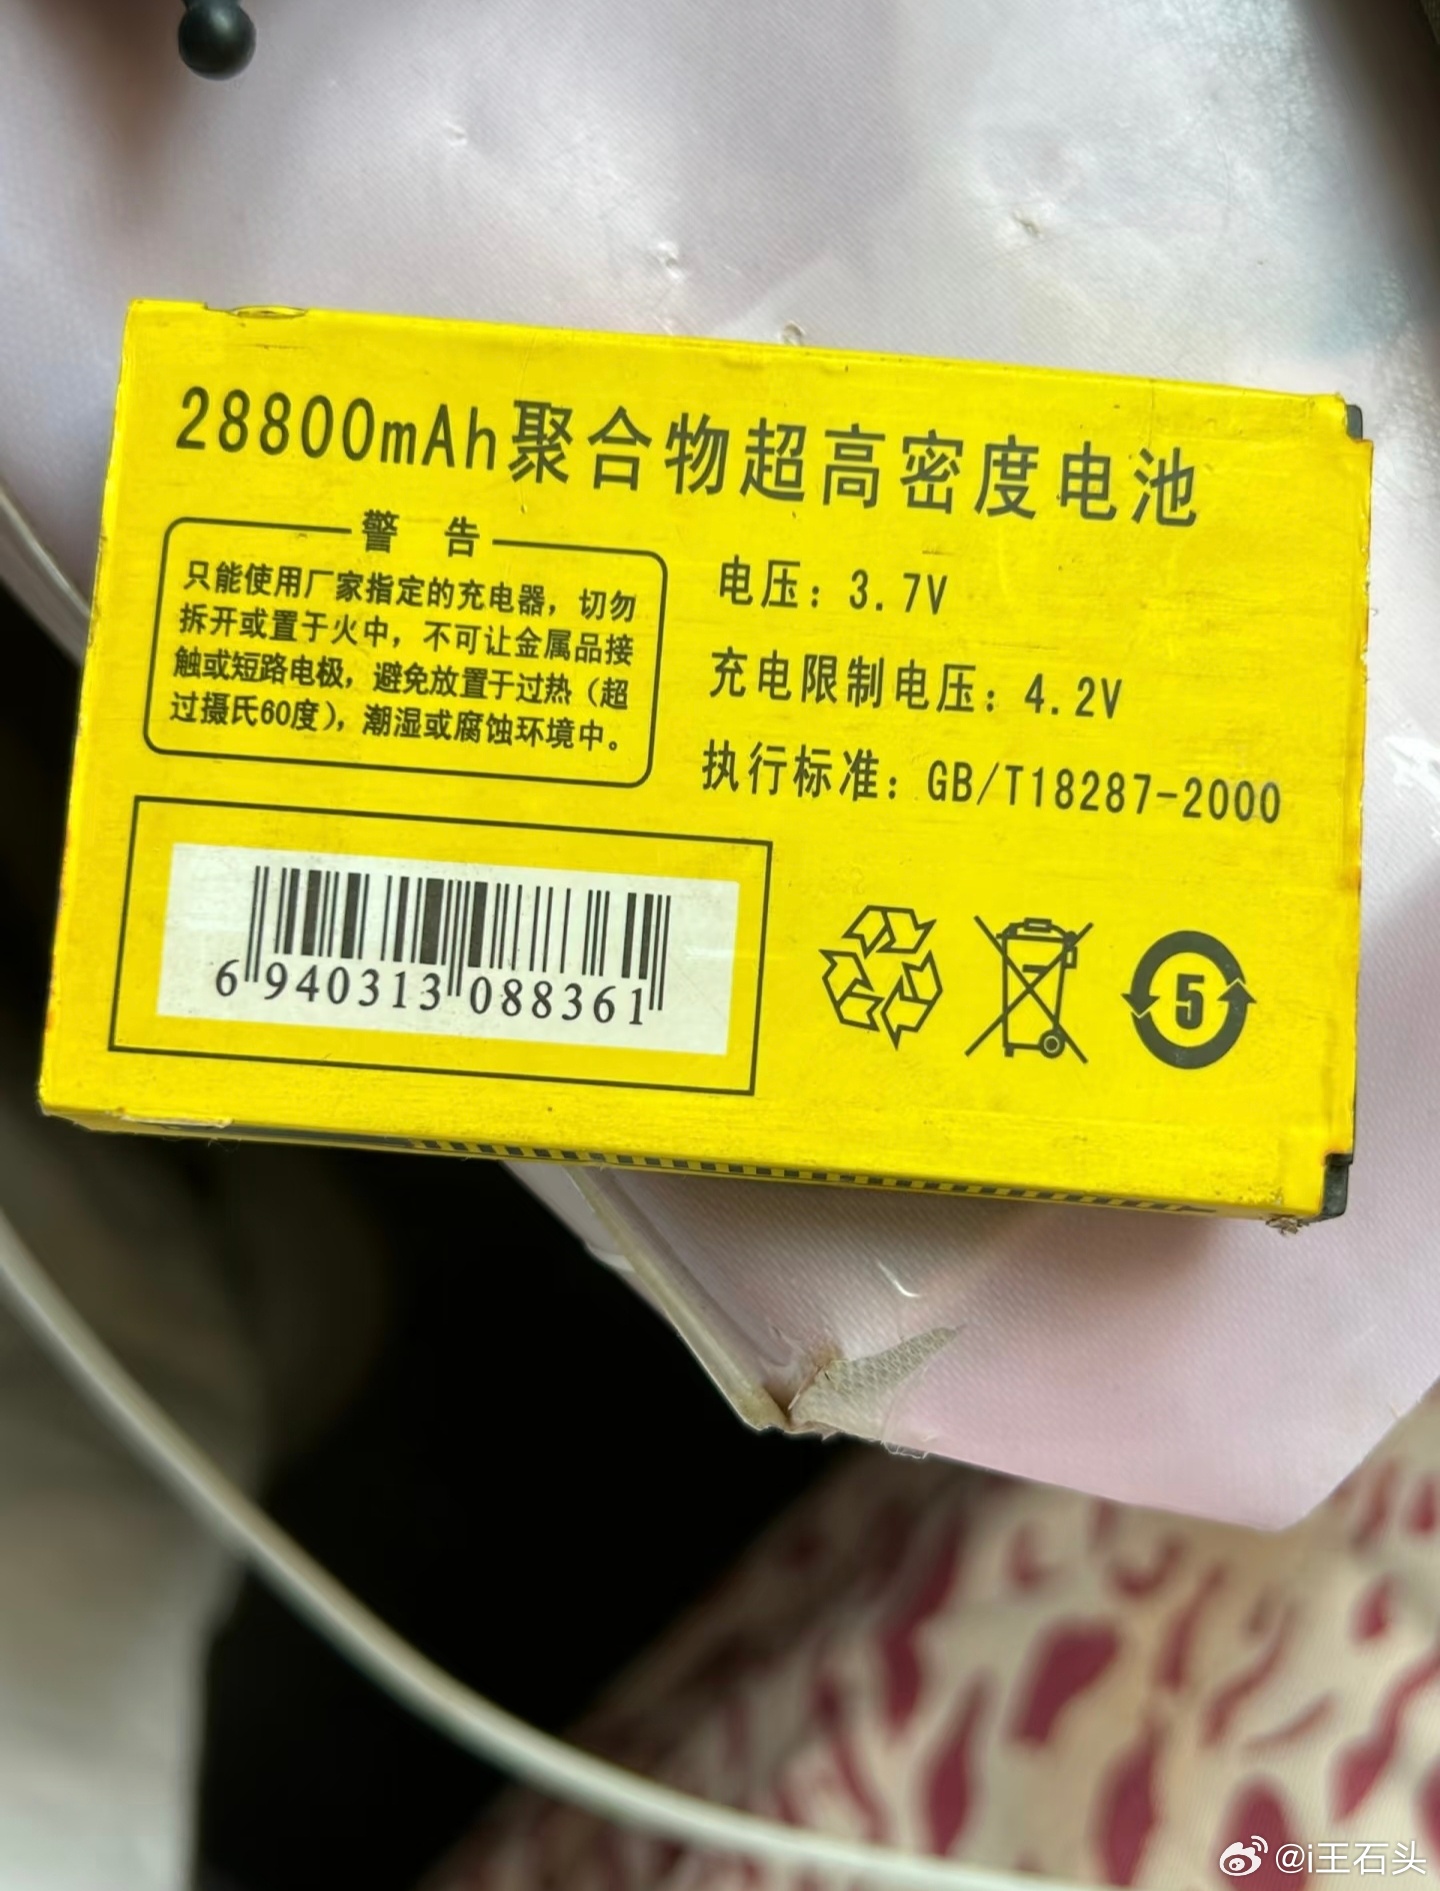 28800mAh聚合物超高密度电池
警 告
只能使用厂家指定的充电器，切勿
拆开或置于火中，不可让金属品接
触或短路电极，避免放置于过热（超
过摄氏60度），潮湿或腐蚀环境中。
电压：3.7V
充电限制电压：4.2V
执行标准：GB/T18287-2000
6 940313 088361
5
@i王石头